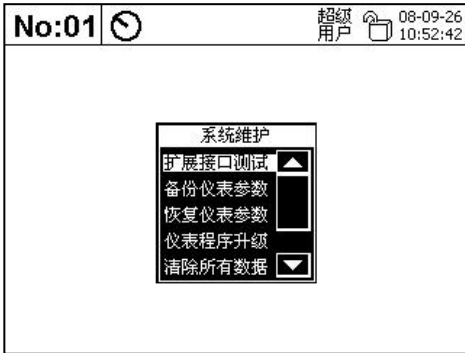 No:01 超级 08-09-26
用户 10:52:42
系统维护
扩展接口测试
备份仪表参数
恢复仪表参数
仪表程序升级
清除所有数据